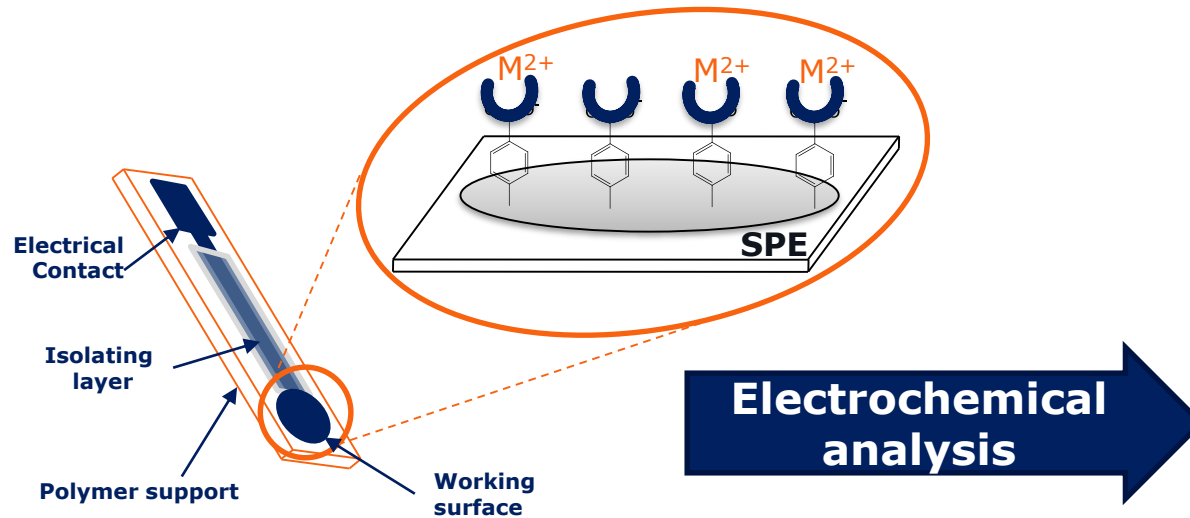 M2+
M2+
M2+
SPE
Electrical
Contact
Isolating
layer
Polymer support
Working
surface
Electrochemical
analysis